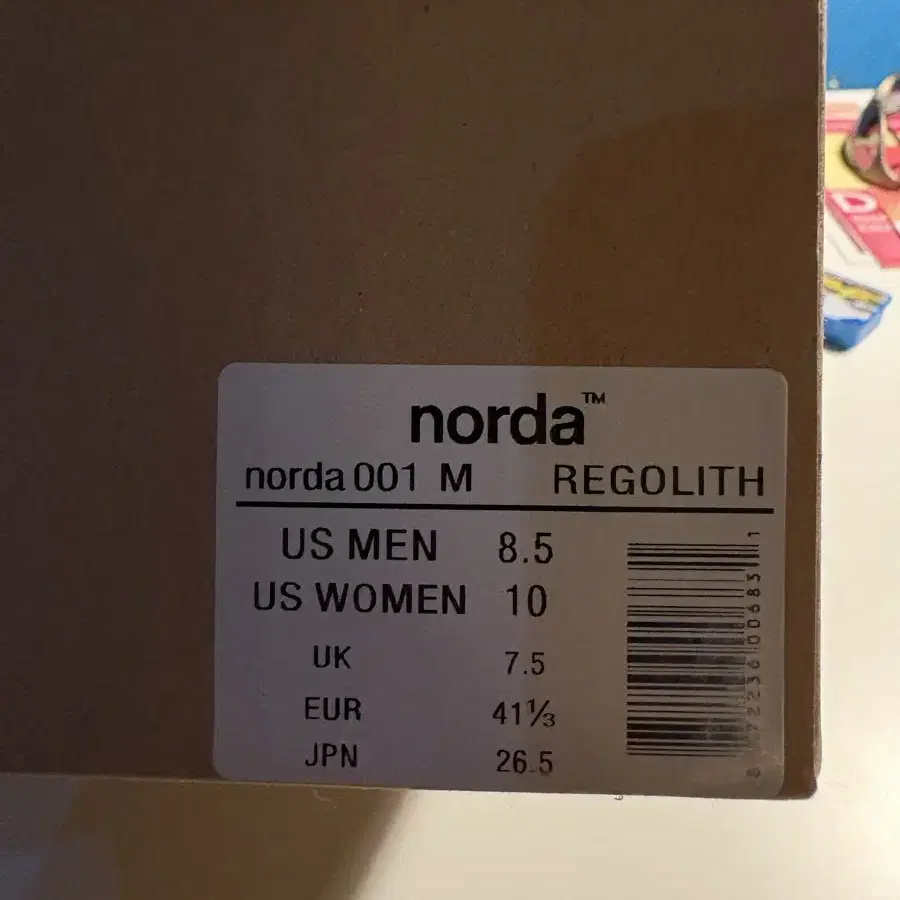 norda™
norda 001 M REGOLITH
US MEN 8.5
US WOMEN 10
UK 7.5
EUR 41⅓
JPN 26.5
D